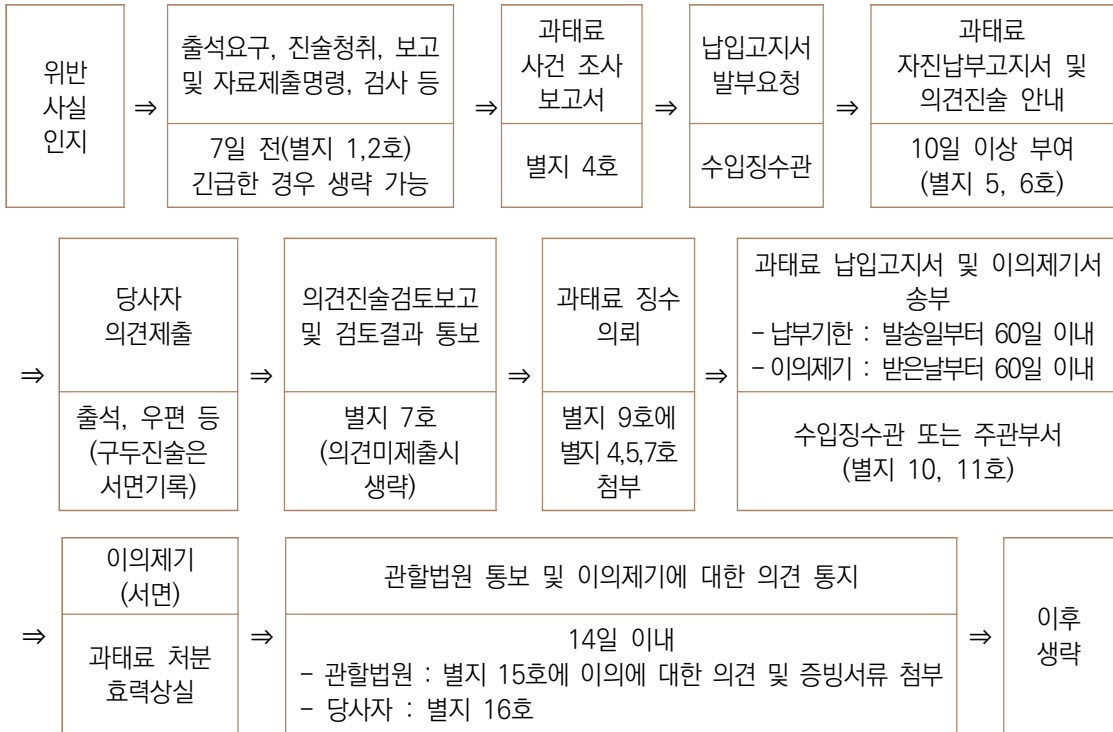 위반
사실
인지
⇒
출석요구, 진술청취, 보고
및 자료제출명령, 검사 등
7일 전(별지 1,2호)
긴급한 경우 생략 가능
⇒
과태료
사건 조사
보고서
별지 4호
⇒
납입고지서
발부요청
수입징수관
⇒
과태료
자진납부고지서 및
의견진술 안내
10일 이상 부여
(별지 5, 6호)
⇒
당사자
의견제출
출석, 우편 등
(구두진술은
서면기록)
⇒
의견진술검토보고
및 검토결과 통보
별지 7호
(의견미제출시
생략)
⇒
과태료 징수
의뢰
별지 9호에
별지 4,5,7호
첨부
⇒
과태료 납입고지서 및 이의제기서
송부
- 납부기한 : 발송일부터 60일 이내
- 이의제기 : 받은날부터 60일 이내
수입징수관 또는 주관부서
(별지 10, 11호)
⇒
이의제기
(서면)
과태료 처분
효력상실
⇒
관할법원 통보 및 이의제기에 대한 의견 통지
14일 이내
- 관할법원 : 별지 15호에 이의에 대한 의견 및 증빙서류 첨부
- 당사자 : 별지 16호
⇒
이후
생략